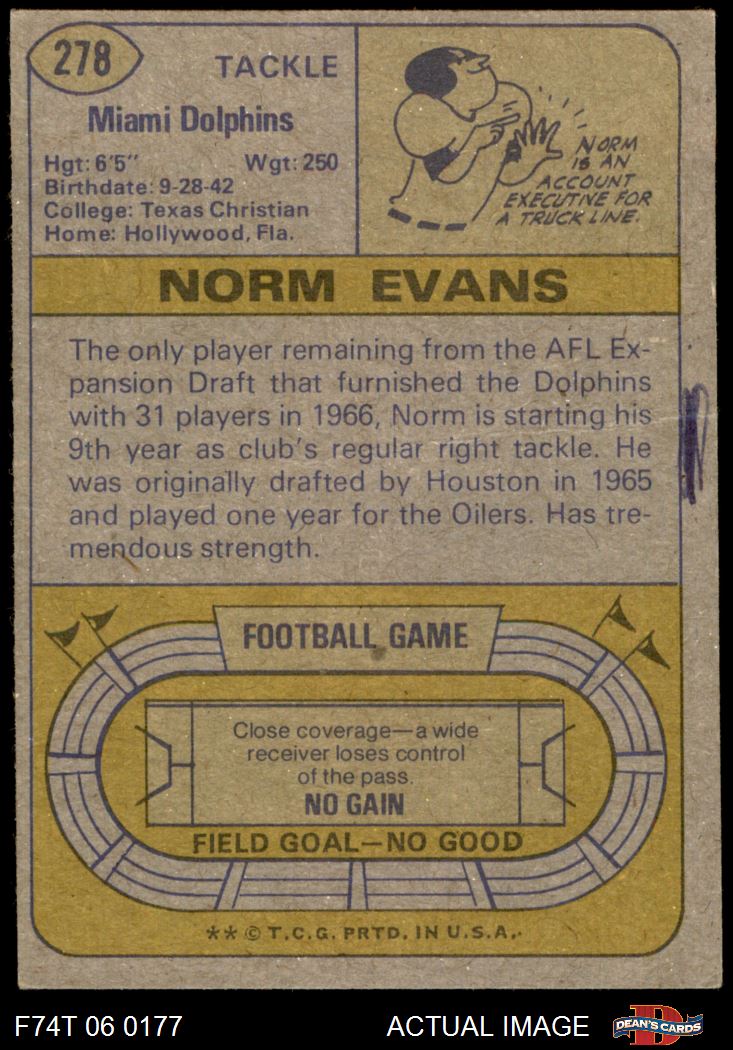 278
TACKLE
Miami Dolphins
Hgt: 6'5" Wgt: 250
Birthdate: 9-28-42
College: Texas Christian
Home: Hollywood, Fla.
NORM
IS AN
ACCOUNT
EXECUTIVE FOR
A TRUCK LINE.
NORM EVANS
The only player remaining from the AFL Ex-
pansion Draft that furnished the Dolphins
with 31 players in 1966, Norm is starting his
9th year as club's regular right tackle. He
was originally drafted by Houston in 1965
and played one year for the Oilers. Has tre-
mendous strength.
FOOTBALL GAME
Close coverage—a wide
receiver loses control
of the pass.
NO GAIN
FIELD GOAL—NO GOOD
** © T.C.G. PRTD. IN U.S.A.
F74T 06 0177 ACTUAL IMAGE
D
DEAN'S CARDS